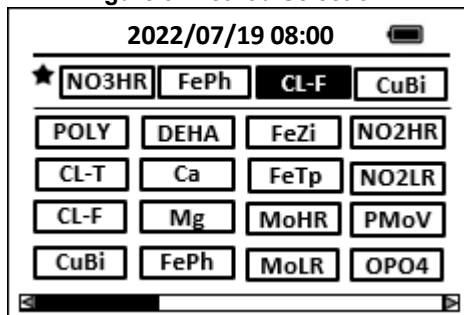 2022/07/19 08:00
NO3HR FePh CL-F CuBi
POLY DEHA FeZi NO2HR
CL-T Ca FeTp NO2LR
CL-F Mg MoHR PMoV
CuBi FePh MoLR OPO4